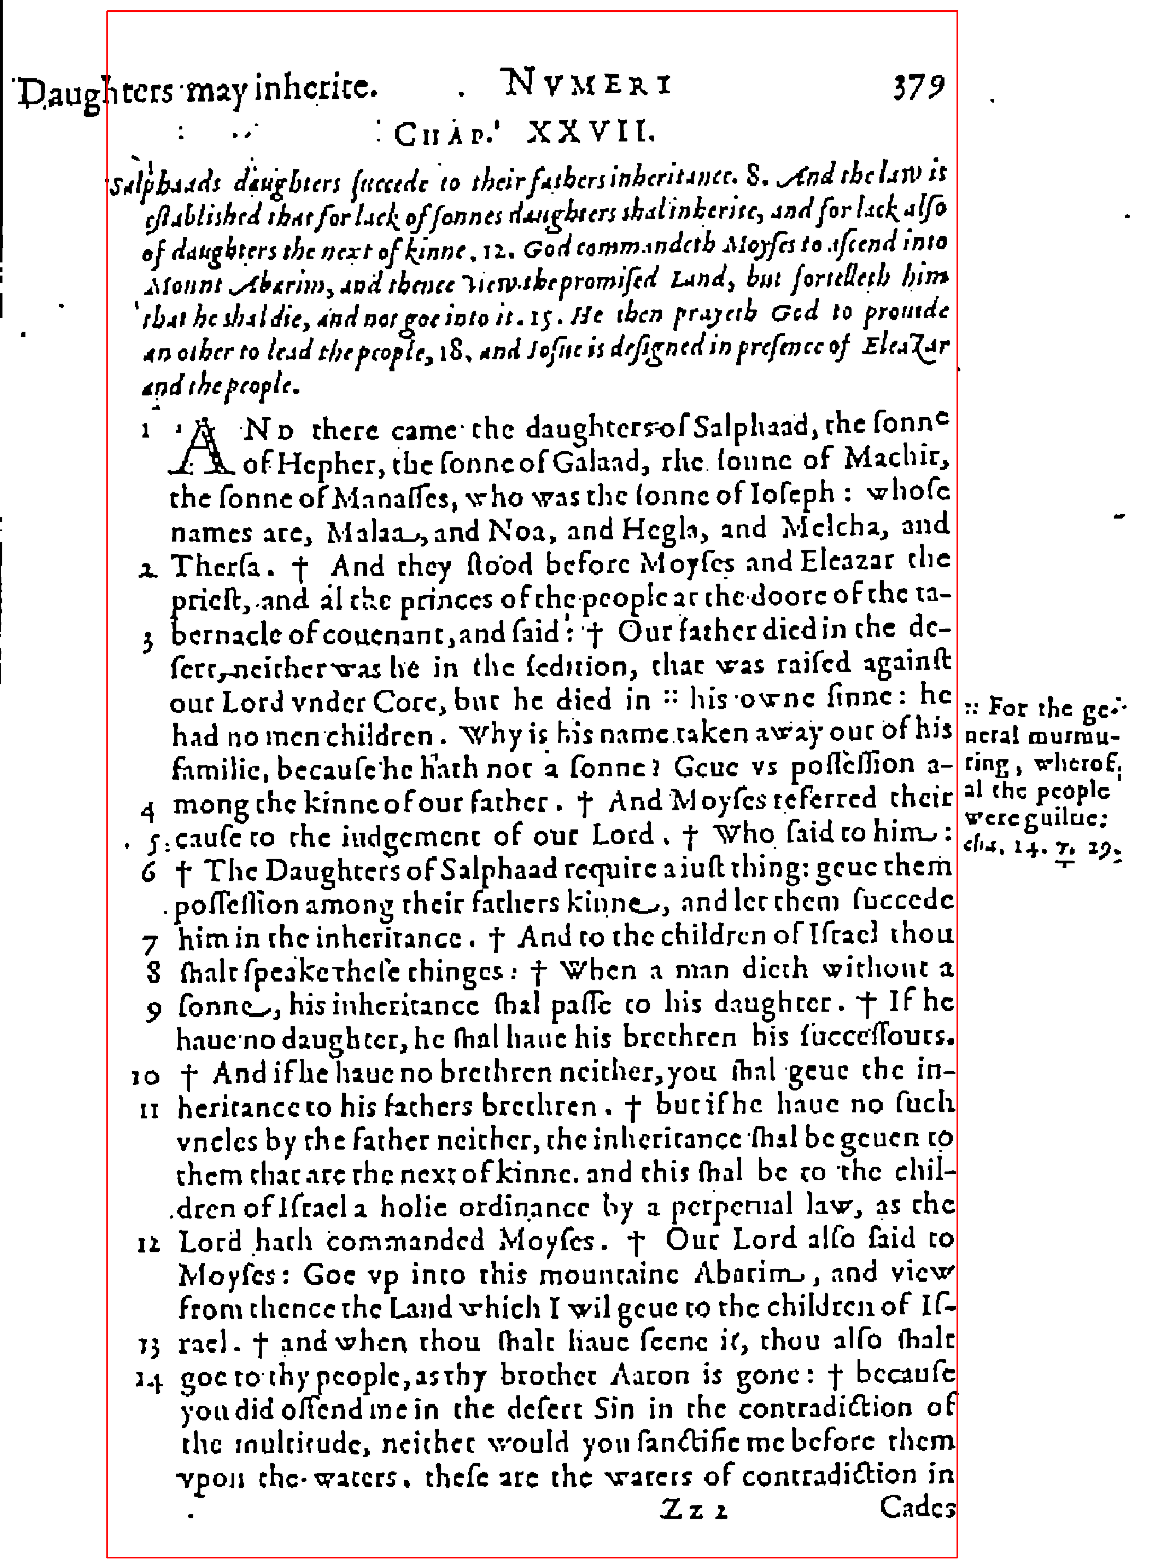 Daughters may inherite. NVMERI 379
CHAP. XXVII.
Salphaads daughters ſuccede to their fathers inheritance. 8. And the law is
eſtablished that for lack of ſonnes daughters shal inherite, and for lack alſo
of daughters the next of kinne. 12. God commandeth Moyſes to aſcend into
Mount Abarim, and thence view the promiſed Land, but fortelleth him
that he shal die, and not goe into it. 15. He then prayeth God to prouide
an other to lead the people, 18. and Ioſue is deſigned in preſence of Eleazar
and the people.
1 AND there came the daughters of Salphaad, the ſonne
of Hepher, the ſonne of Galaad, the ſonne of Machir,
the ſonne of Manaſſes, who was the ſonne of Ioſeph: whoſe
names are, Malaa, and Noa, and Hegla, and Melcha, and
2 Therſa. † And they ſtood before Moyſes and Eleazar the
prieſt, and al the princes of the people at the doore of the ta-
3 bernacle of couenant, and ſaid: † Our father died in the de-
ſert, neither was he in the ſedition, that was raiſed againſt
our Lord vnder Core, but he died in :: his owne ſinne: he
had no men children. Why is his name taken away out of his
familie, becauſe he hath not a ſonne? Geue vs poſſeſſion a-
4 mong the kinne of our father. † And Moyſes referred their
5 cauſe to the iudgement of our Lord. † Who ſaid to him:
6 † The Daughters of Salphaad require a iuſt thing: geue them
poſſeſſion among their fathers kinne, and let them ſuccede
7 him in the inheritance. † And to the children of Iſrael thou
8 ſhalt ſpeake theſe thinges: † When a man dieth without a
9 ſonne, his inheritance ſhal paſſe to his daughter. † If he
haue no daughter, he ſhal haue his brethren his ſucceſſours.
10 † And if he haue no brethren neither, you ſhal geue the in-
11 heritance to his fathers brethren. † but if he haue no ſuch
vncles by the father neither, the inheritance ſhal be geuen to
them that are the next of kinne. and this ſhal be to the chil-
dren of Iſrael a holie ordinance by a perpetual law, as the
12 Lord hath commanded Moyſes. † Our Lord alſo ſaid to
Moyſes: Goe vp into this mountaine Abarim, and view
from thence the Land which I wil geue to the children of Iſ-
13 rael. † and when thou ſhalt haue ſeene it, thou alſo ſhalt
14 goe to thy people, as thy brother Aaron is gone: † becauſe
you did offend me in the deſert Sin in the contradiction of
the multitude, neither would you ſanctifie me before them
vpon the waters. theſe are the waters of contradiction in
Zz 2 Cades
:: For the ge-
neral murmu-
ring, wherof
al the people
were guiltie:
cha. 14. v. 29.